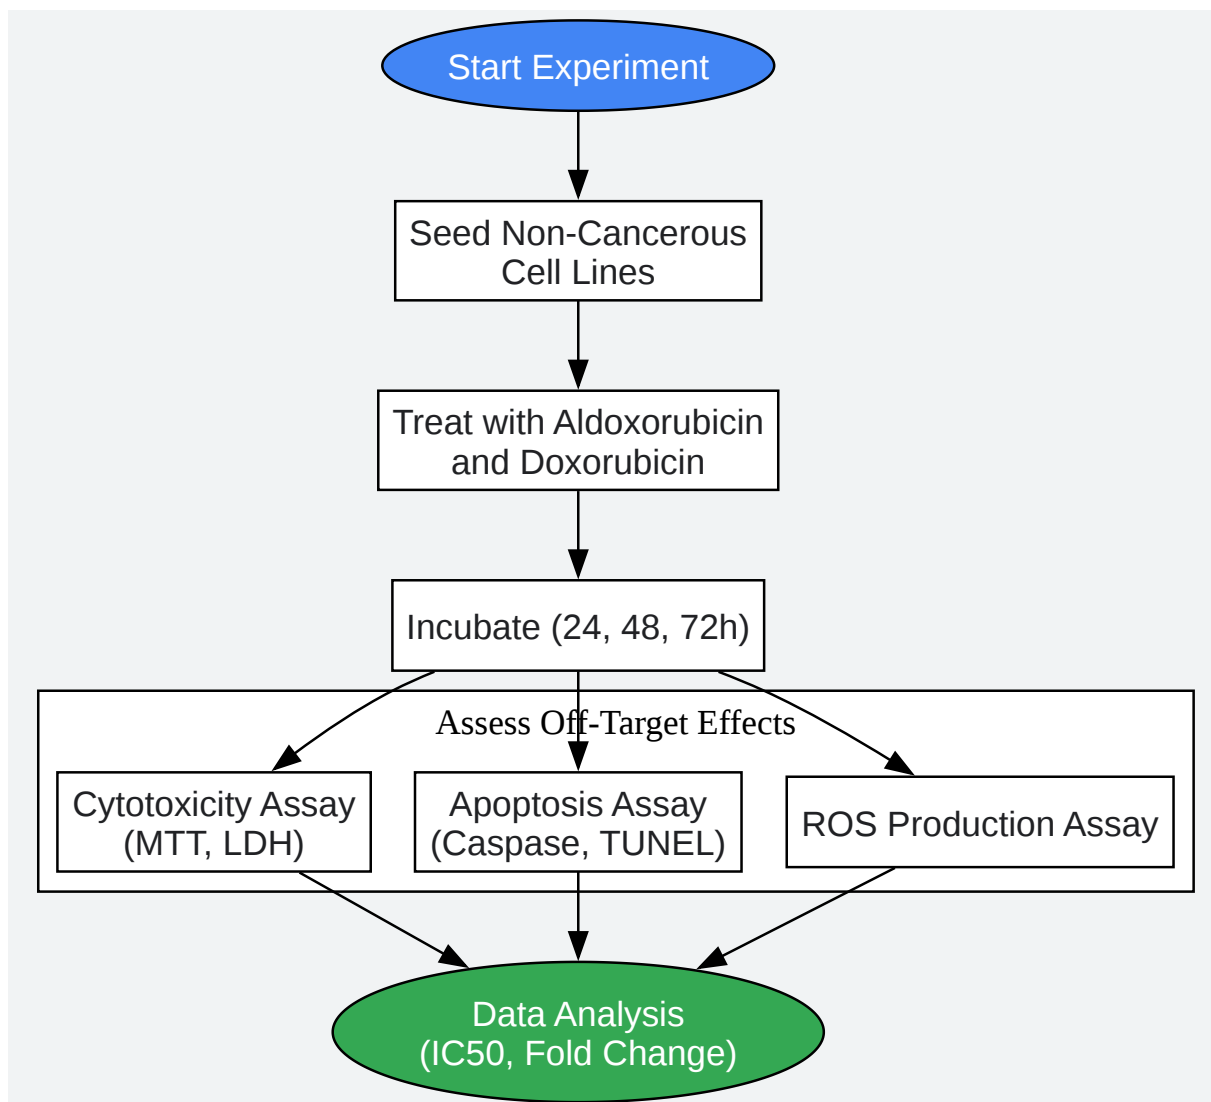 Start Experiment
Seed Non-Cancerous
Cell Lines
Treat with Aldoxorubicin
and Doxorubicin
Incubate (24, 48, 72h)
Assess Off-Target Effects
Cytotoxicity Assay
(MTT, LDH)
Apoptosis Assay
(Caspase, TUNEL)
ROS Production Assay
Data Analysis
(IC50, Fold Change)